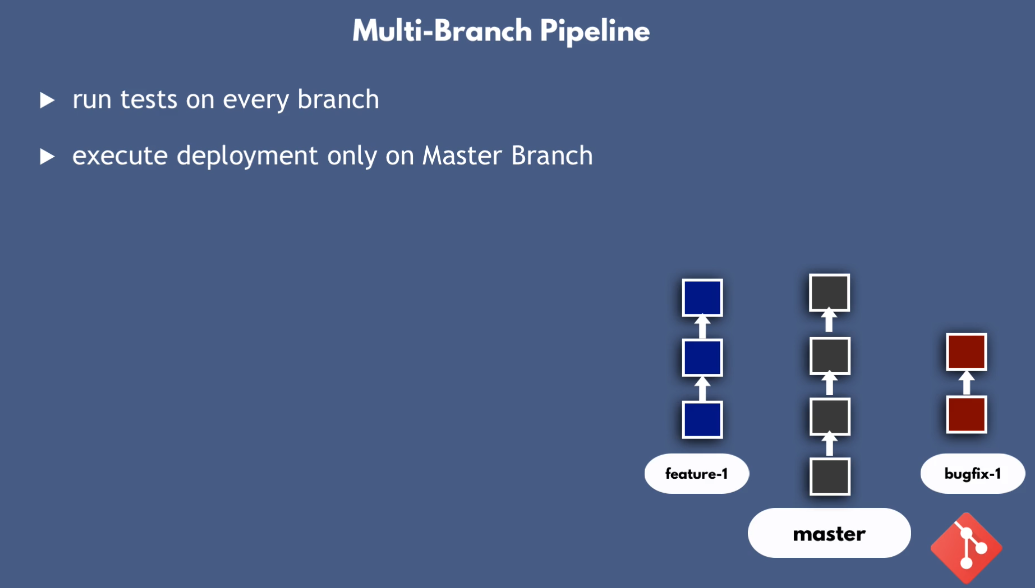 Multi-Branch Pipeline
run tests on every branch
execute deployment only on Master Branch
feature-1
bugfix-1
master